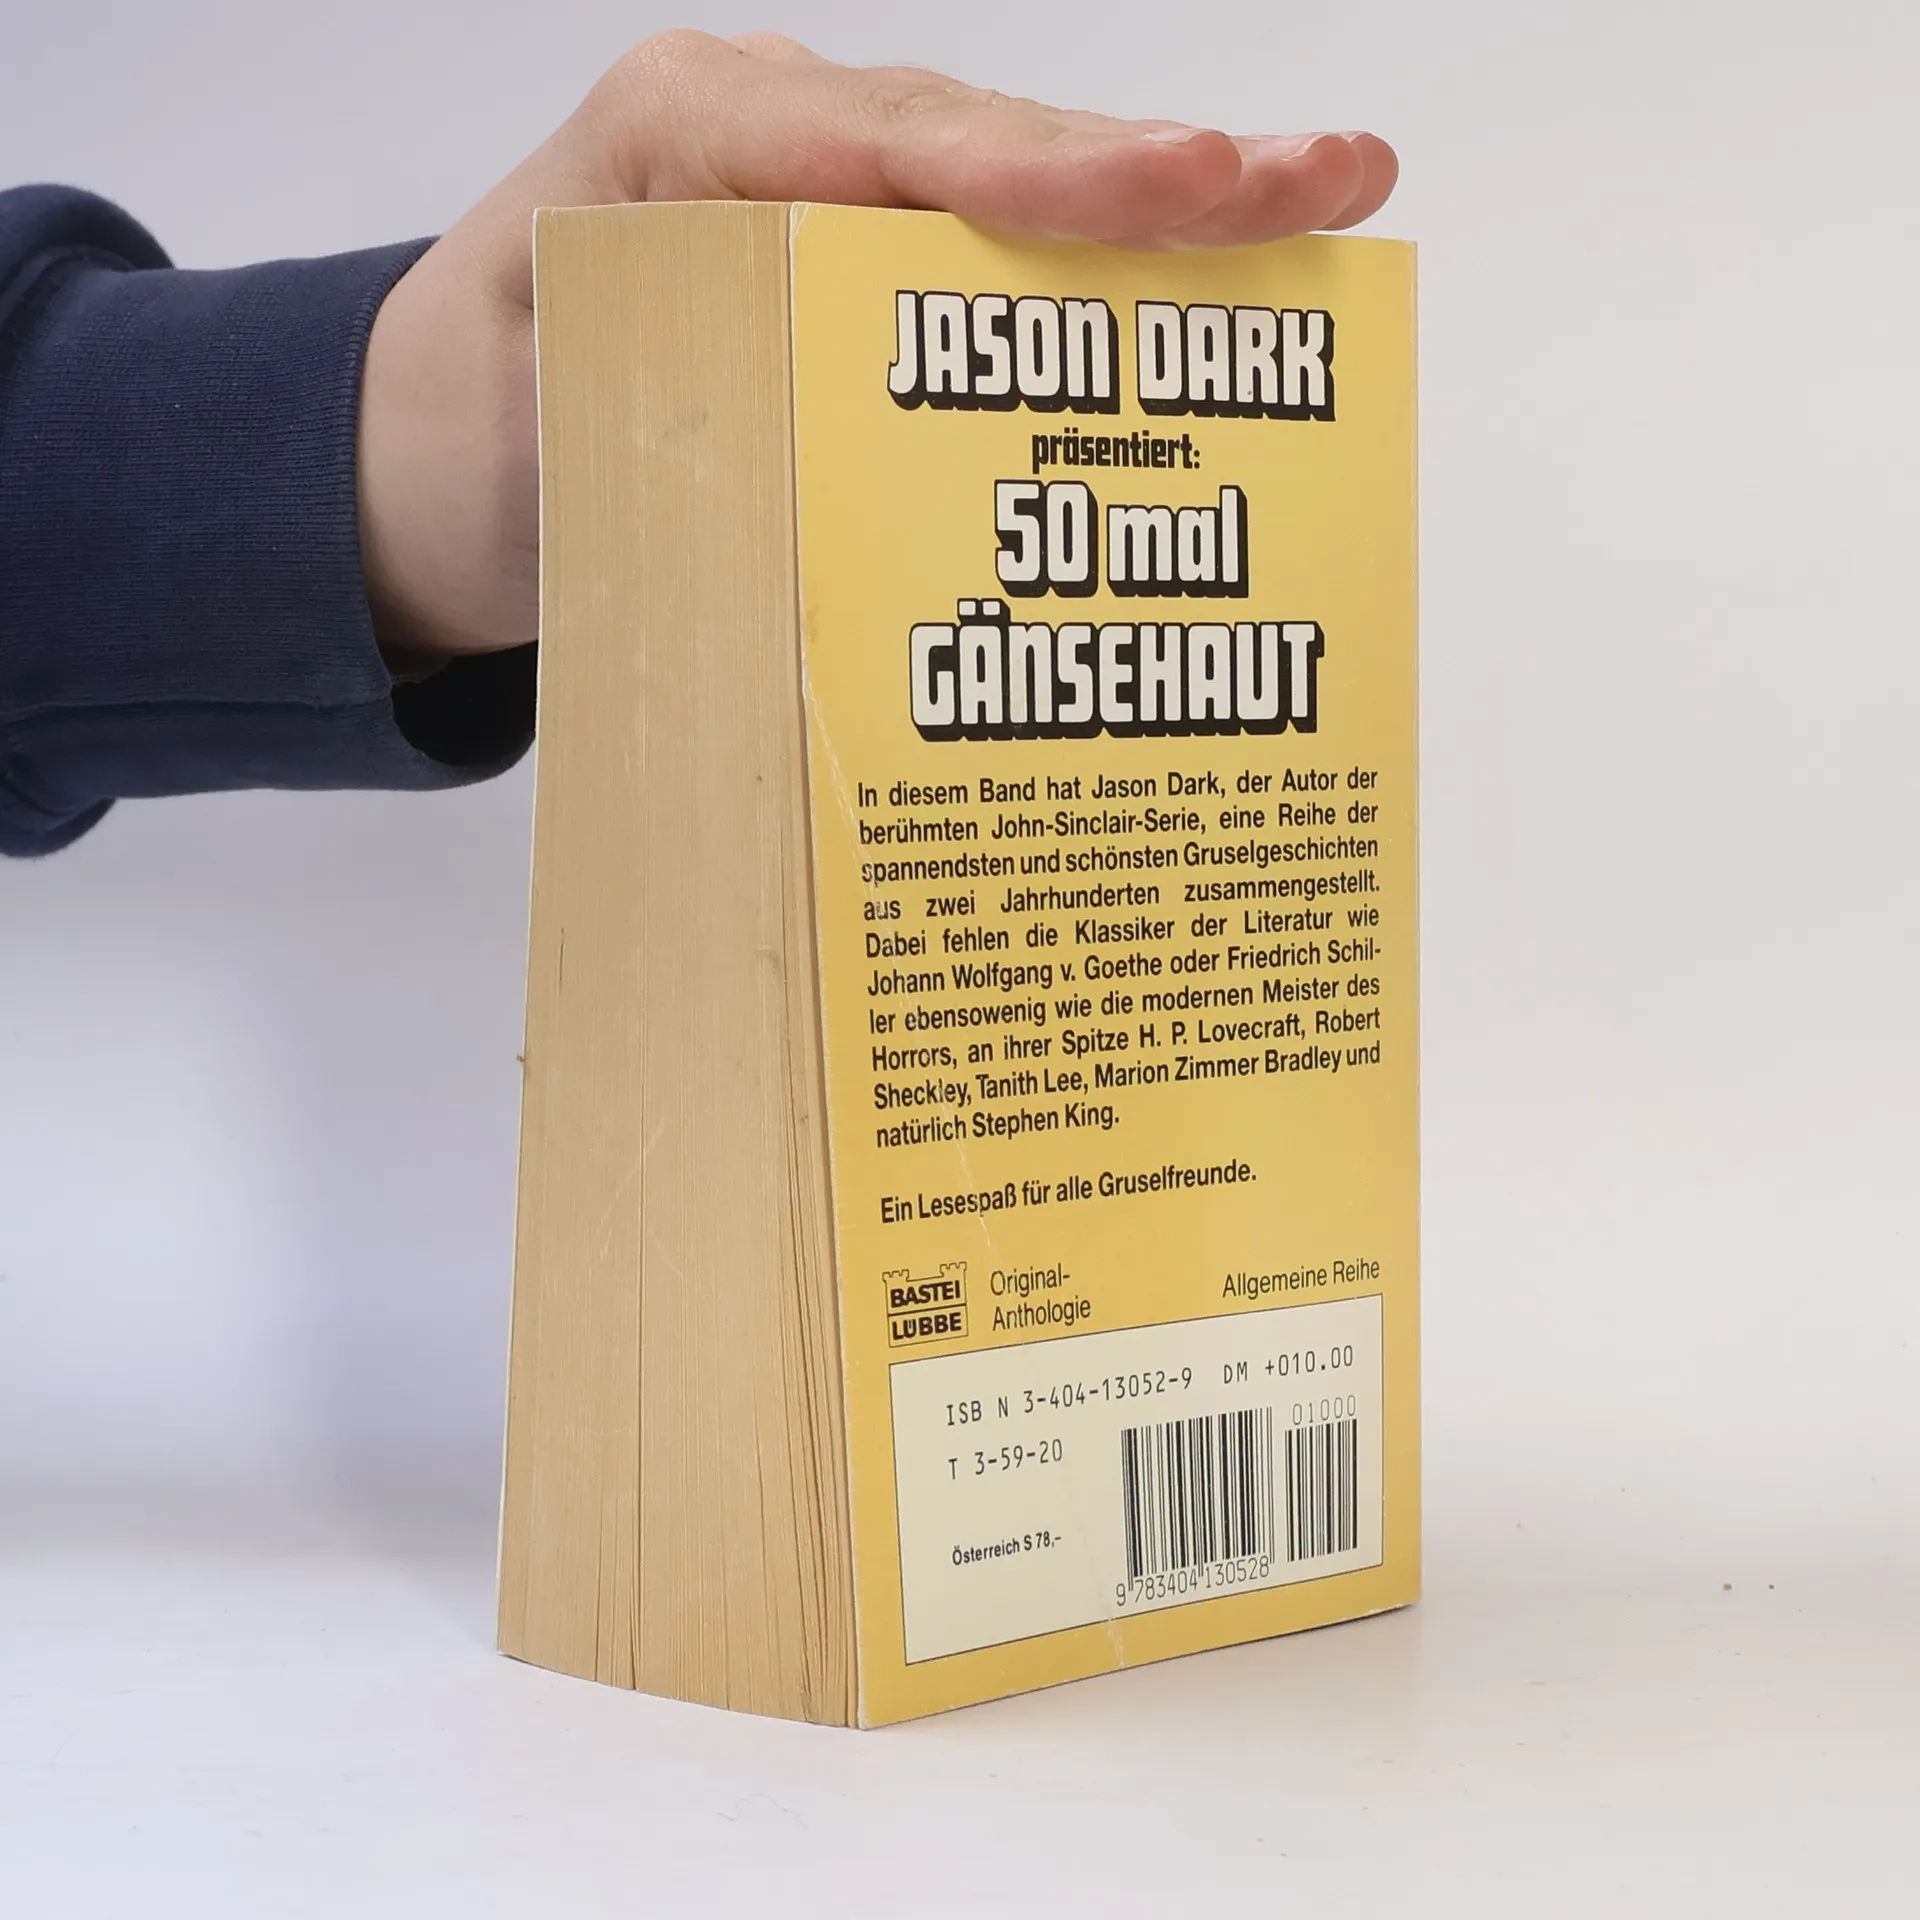 JASON DARK
präsentiert:
50 mal
GÄNSEHAUT
In diesem Band hat Jason Dark, der Autor der
berühmten John-Sinclair-Serie, eine Reihe der
spannendsten und schönsten Gruselgeschichten
aus zwei Jahrhunderten zusammengestellt.
Dabei fehlen die Klassiker der Literatur wie
Johann Wolfgang v. Goethe oder Friedrich Schil-
ler ebensowenig wie die modernen Meister des
Horrors, an ihrer Spitze H. P. Lovecraft, Robert
Sheckley, Tanith Lee, Marion Zimmer Bradley und
natürlich Stephen King.
Ein Lesespaß für alle Gruselfreunde.
BASTEI
LÜBBE
Original-
Anthologie
Allgemeine Reihe
ISB N 3-404-13052-9 DM +010.00
01000
T 3-59-20
Österreich S 78,-
9 783404 130528